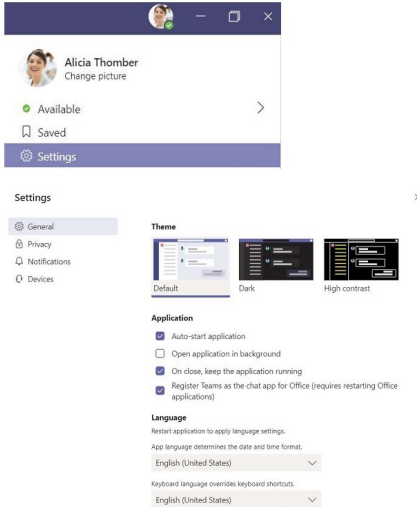 Alicia Thomber
Change picture
Available
Saved
Settings
Settings
General
Privacy
Notifications
Devices
Theme
Default
Dark
High contrast
Application
Auto-start application
Open application in background
On close, keep the application running
Register Teams as the chat app for Office (requires restarting Office
applications)
Language
Restart application to apply language settings.
App language determines the date and time format.
English (United States)
Keyboard language overrides keyboard shortcuts.
English (United States)